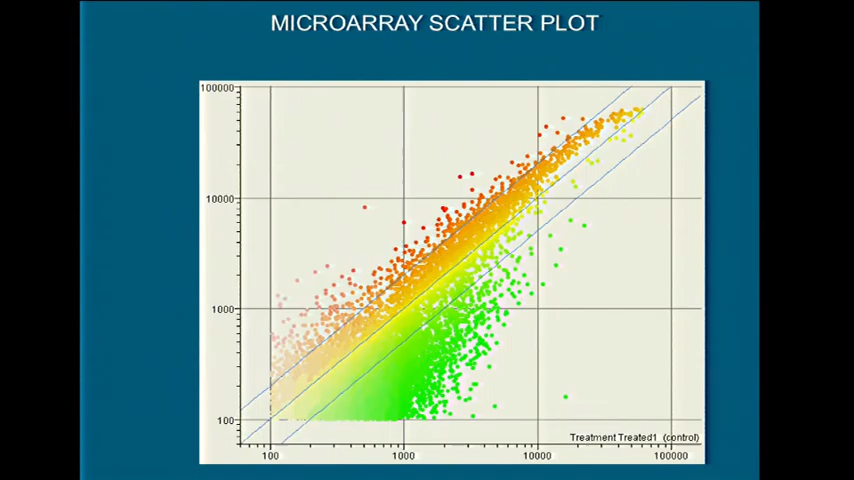 MICROARRAY SCATTER PLOT
100000
10000
1000
100
Treatment Treated1 (control)
100 1000 10000 100000